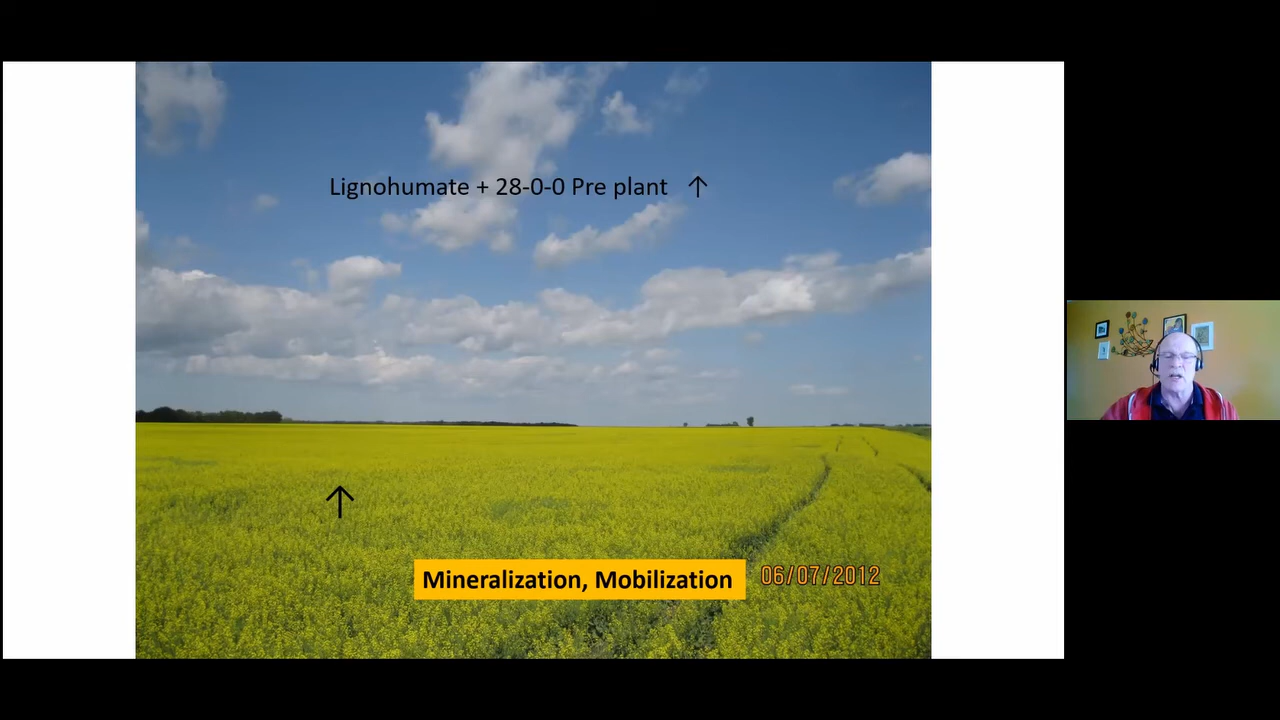 Lignohumate + 28-0-0 Pre plant ↑
↑
Mineralization, Mobilization
06/07/2012